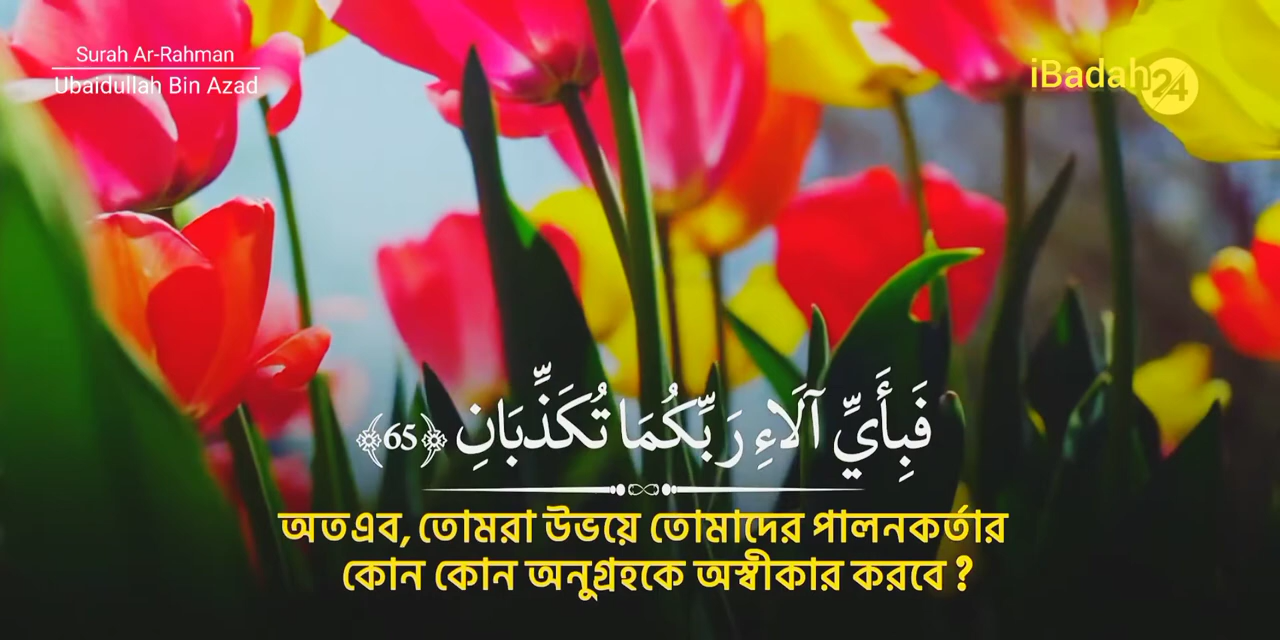 Surah Ar-Rahman
Ubaidullah Bin Azad
iBadah24
فَبِأَيِّ آلَاءِ رَبِّكُمَا تُكَذِّبَانِ ﴿65﴾
অতএব, তোমরা উভয়ে তোমাদের পালনকর্তার
কোন কোন অনুগ্রহকে অস্বীকার করবে ?